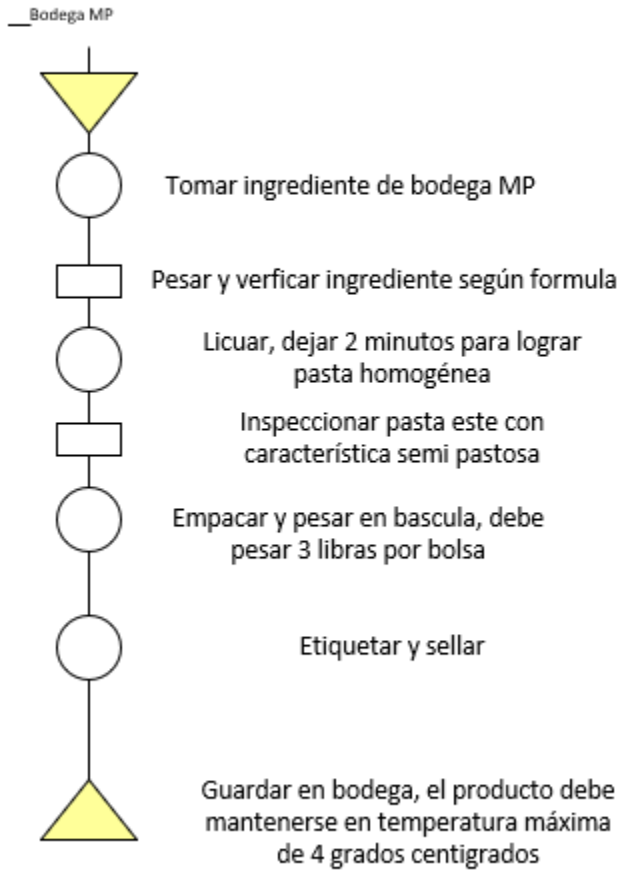 __Bodega MP
Tomar ingrediente de bodega MP
Pesar y verficar ingrediente según formula
Licuar, dejar 2 minutos para lograr
pasta homogénea
Inspeccionar pasta este con
característica semi pastosa
Empacar y pesar en bascula, debe
pesar 3 libras por bolsa
Etiquetar y sellar
Guardar en bodega, el producto debe
mantenerse en temperatura máxima
de 4 grados centigrados